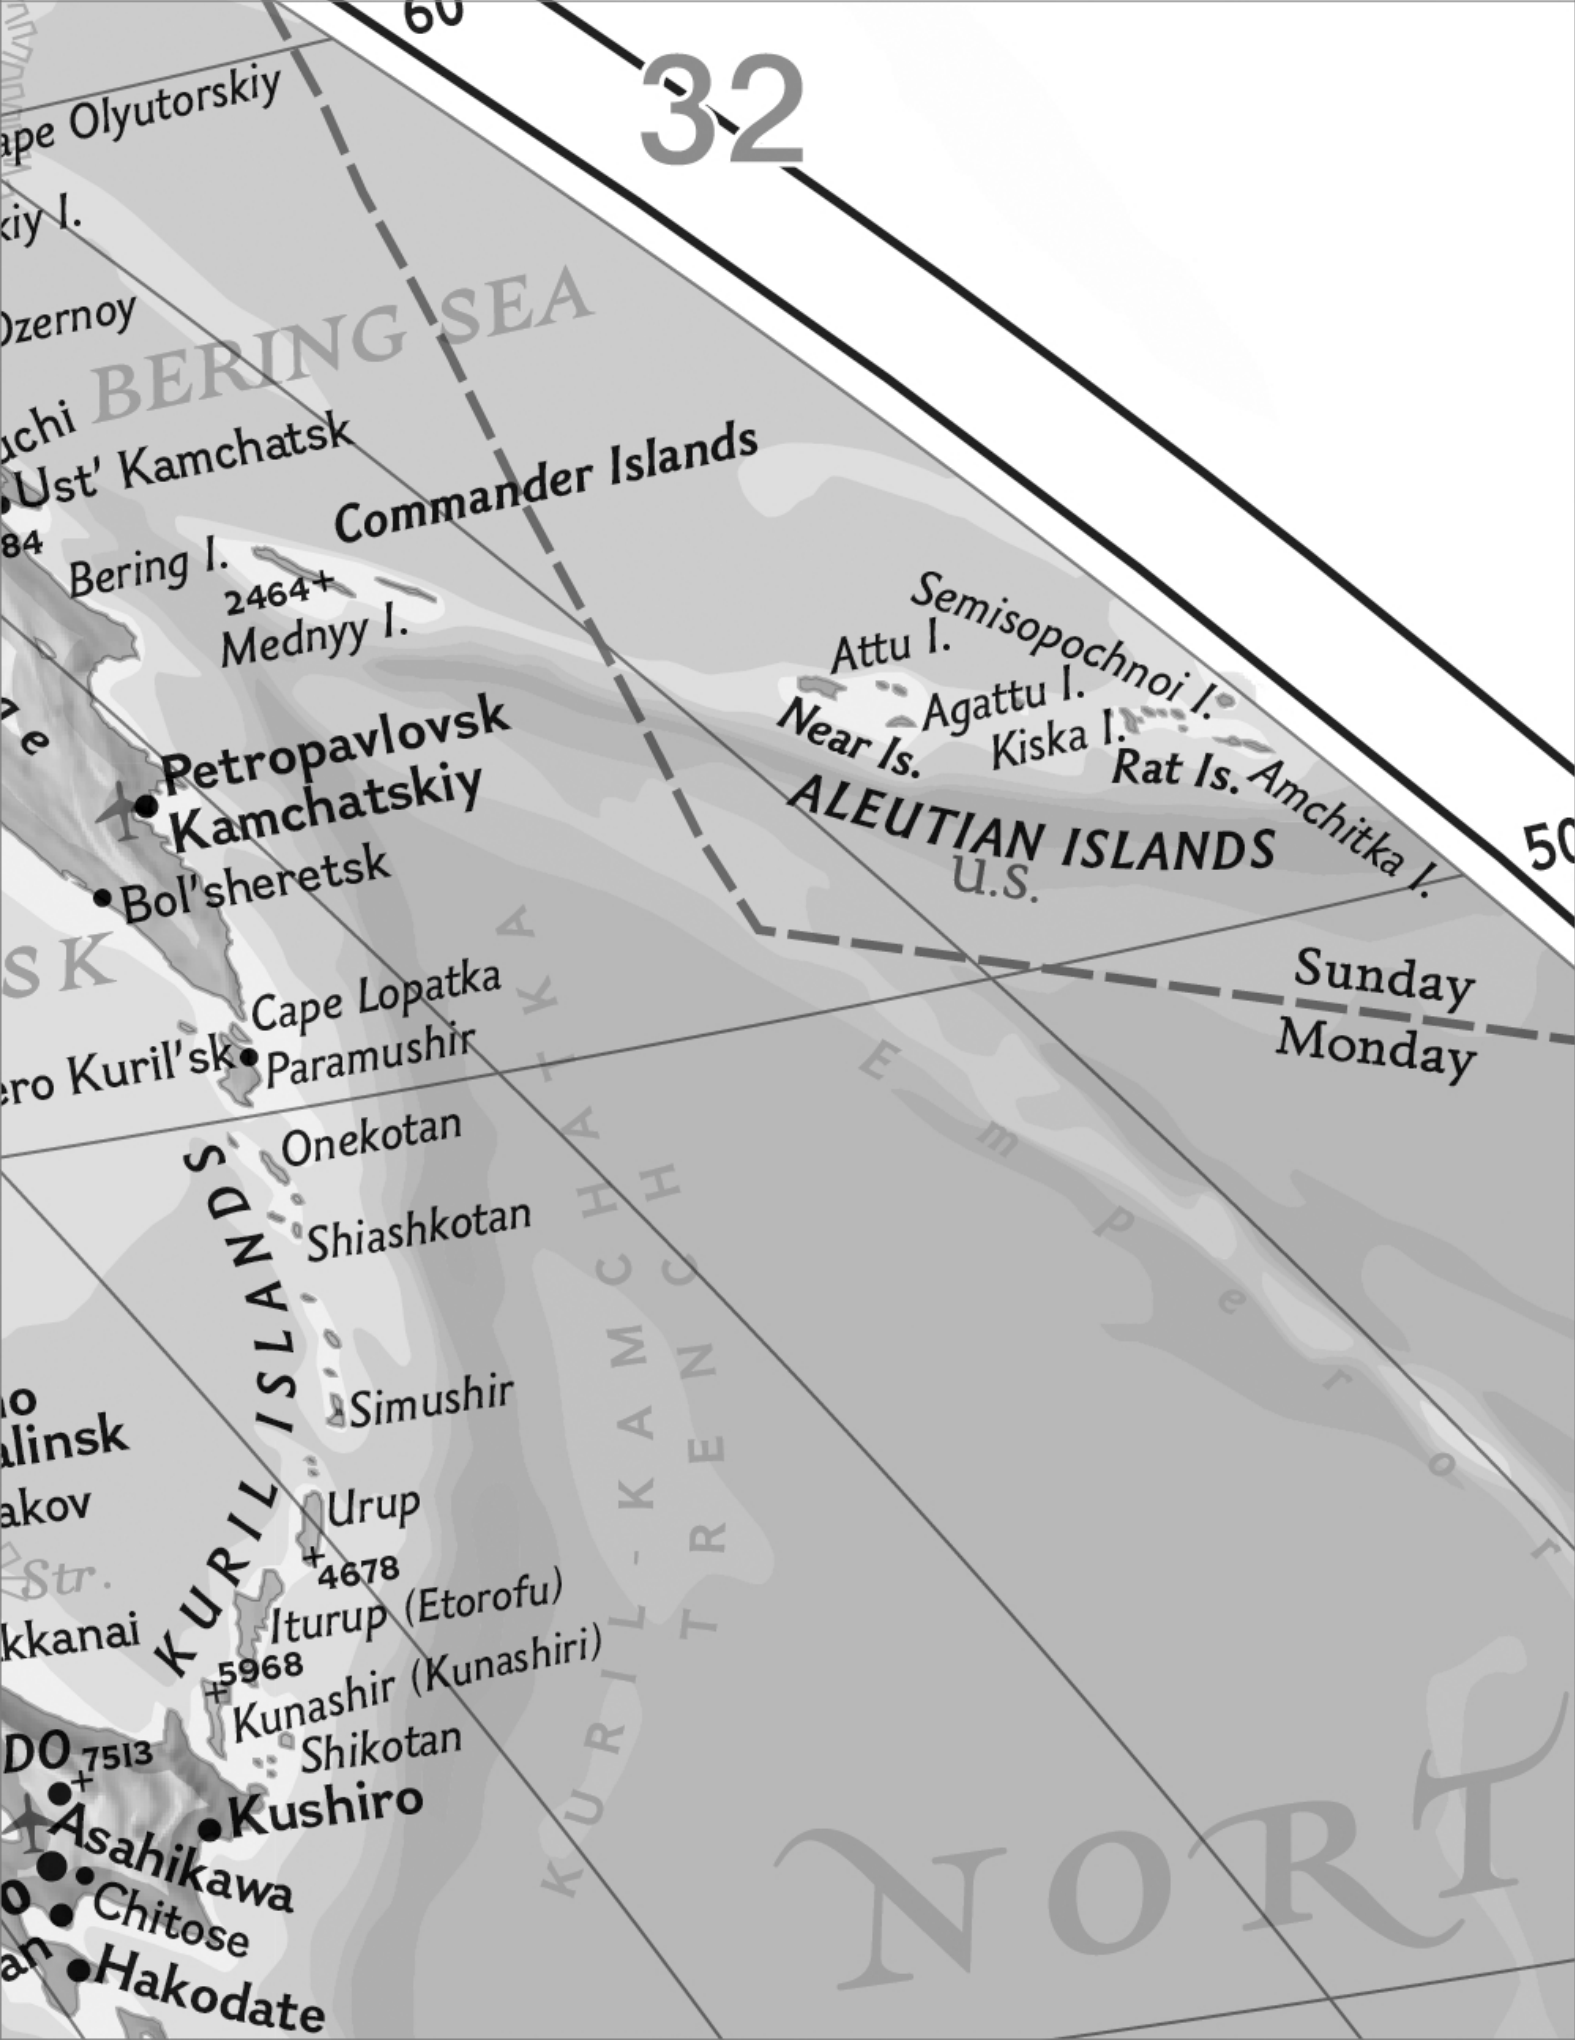 60
32
ape Olyutorskiy
kiy I.
Ozernoy
BERING SEA
uchi
Ust' Kamchatsk
84
Commander Islands
Bering I.
2464+
Mednyy I.
Semisopochnoi I.
Attu I.
Agattu I.
Near Is.
Kiska I.
Rat Is.
Amchitka I.
ALEUTIAN ISLANDS
U.S.
50
Petropavlovsk
Kamchatskiy
Bol'sheretsk
SK
Sunday
Monday
Cape Lopatka
ero Kuril'sk
Paramushir
Onekotan
Shiashkotan
Simushir
KURIL ISLANDS
KURIL-KAMCHATKA
TRENCH
Emperor
alinsk
akov
Str.
kkanai
Urup
+4678
Iturup (Etorofu)
+5968
Kunashir (Kunashiri)
Shikotan
DO
7513
+
Kushiro
Asahikawa
Chitose
Hakodate
an
NORT